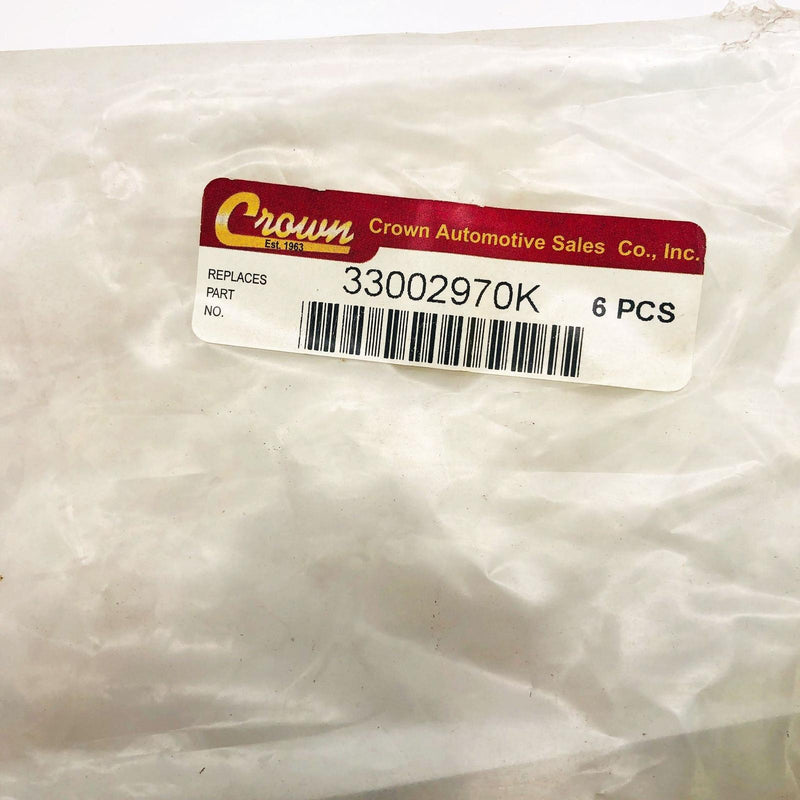 Crown
Est. 1963
Crown Automotive Sales Co., Inc.
REPLACES
PART
NO.
33002970K
6 PCS